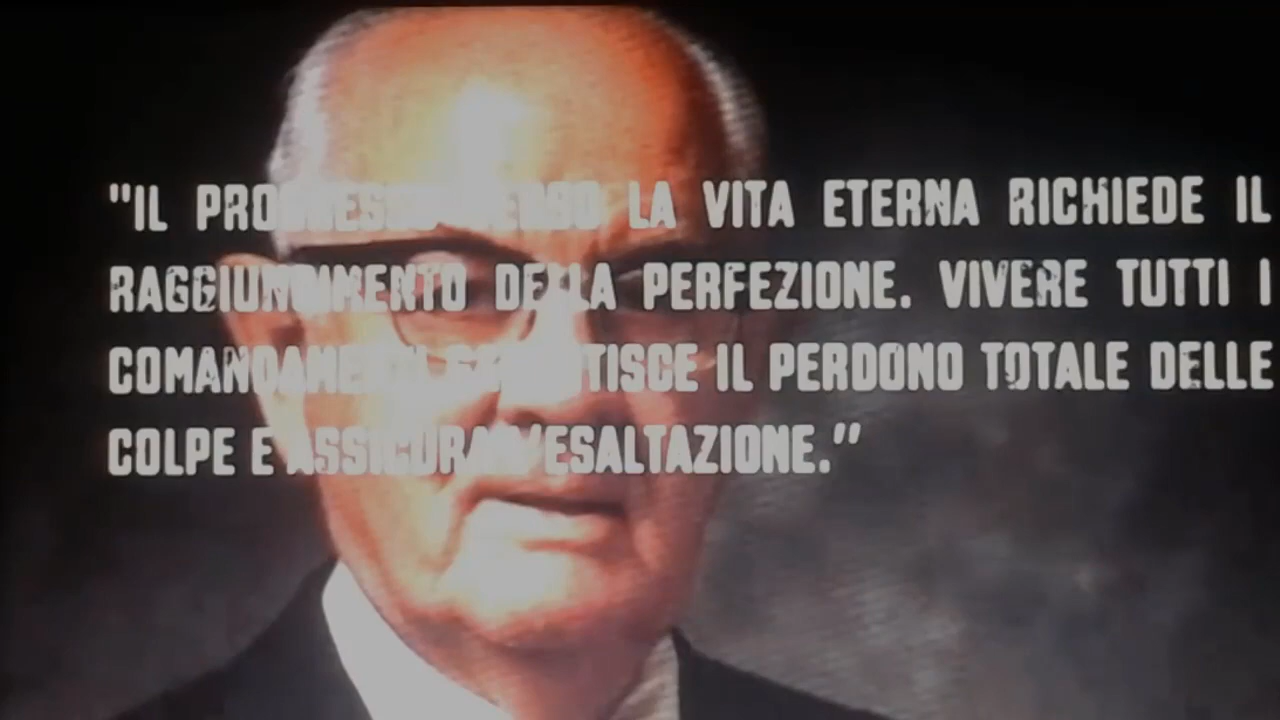 "IL PROGRESSO VERSO LA VITA ETERNA RICHIEDE IL
RAGGIUNGIMENTO DELLA PERFEZIONE. VIVERE TUTTI I
COMANDAMENTI GARANTISCE IL PERDONO TOTALE DELLE
COLPE E ASSICURA L'ESALTAZIONE."